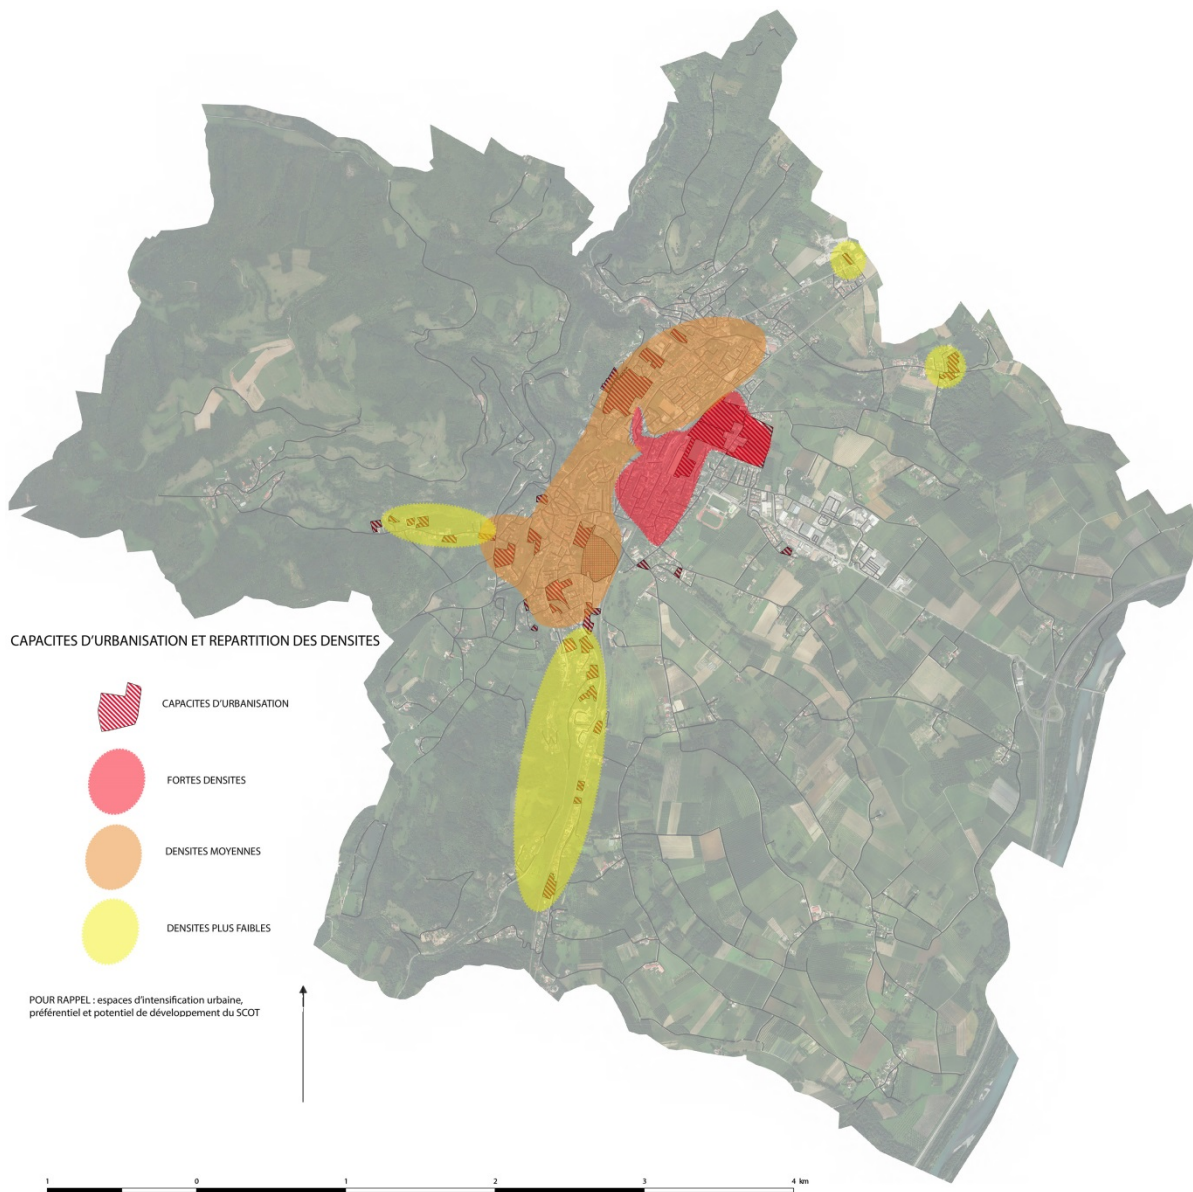 CAPACITES D'URBANISATION ET REPARTITION DES DENSITES
CAPACITES D'URBANISATION
FORTES DENSITES
DENSITES MOYENNES
DENSITES PLUS FAIBLES
POUR RAPPEL : espaces d'intensification urbaine,
préférentiel et potentiel de développement du SCOT
1 0 1 2 3 4 km